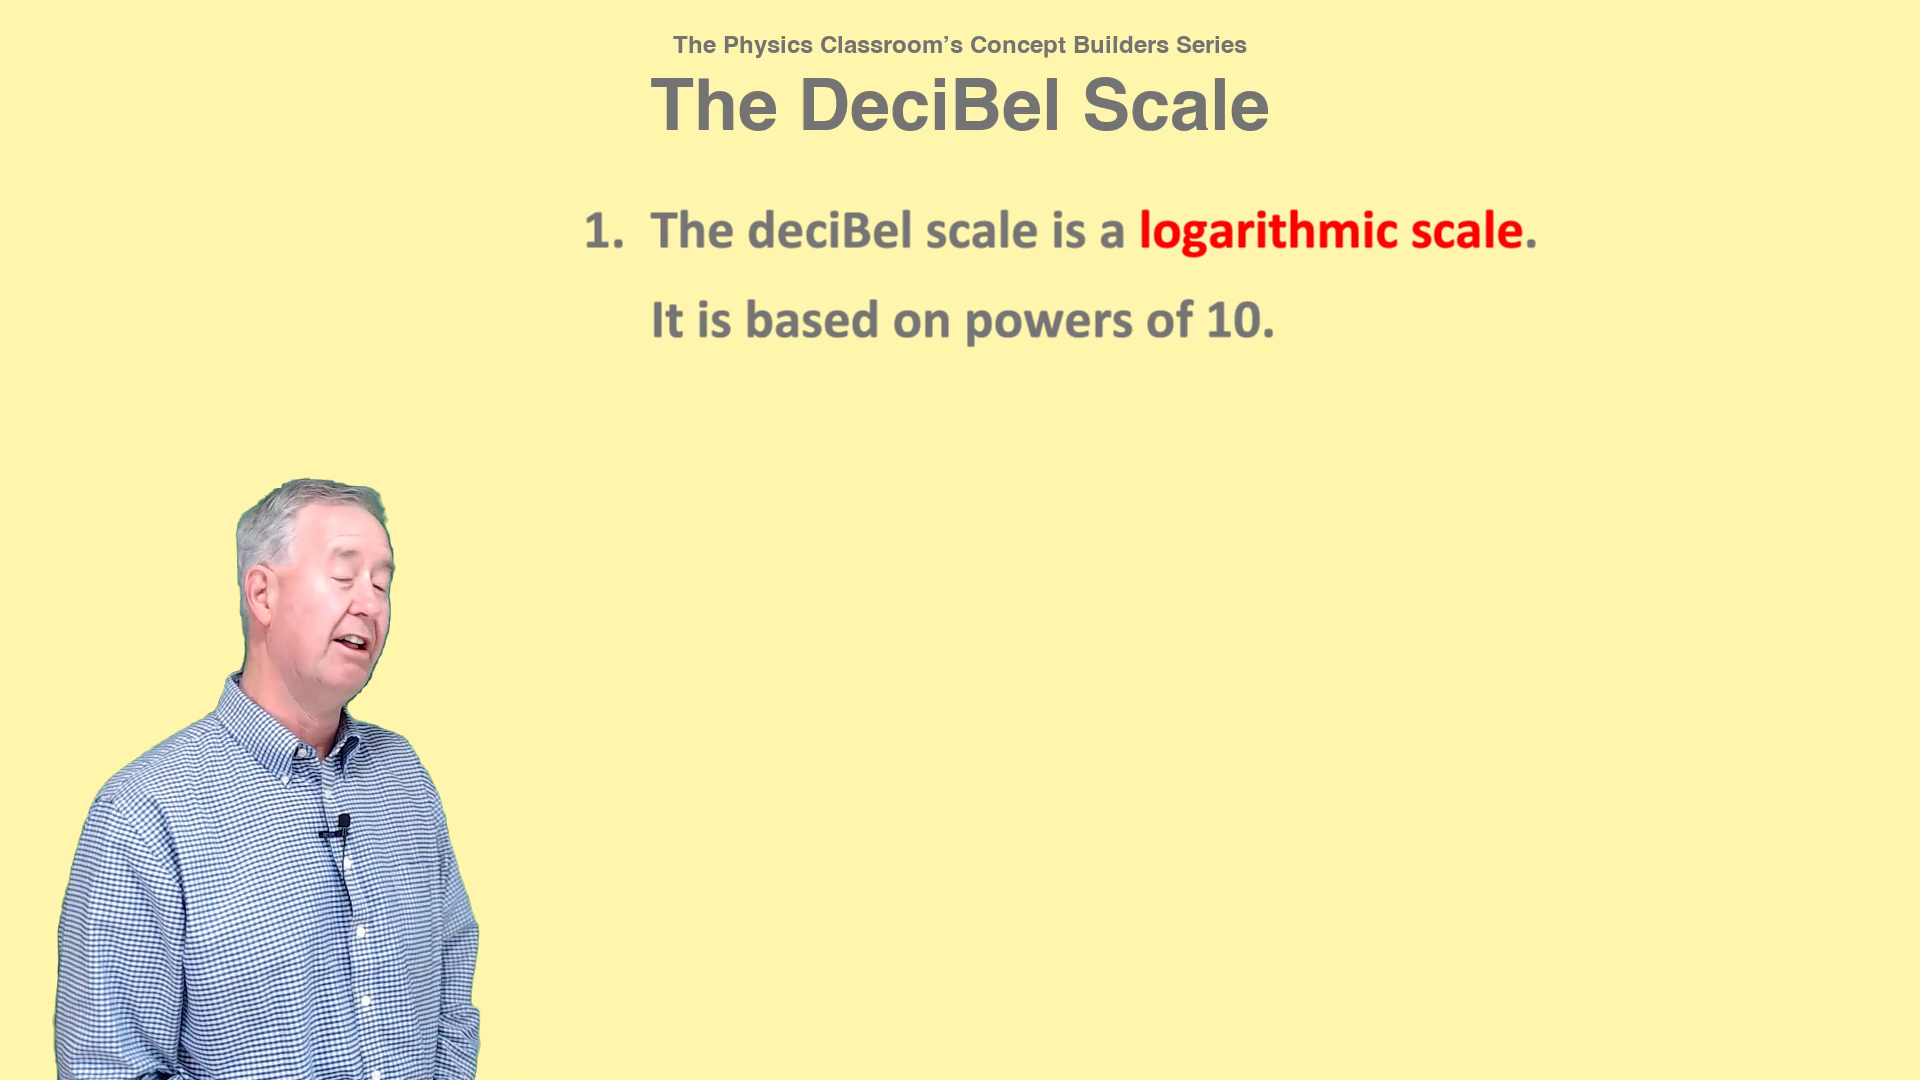 The Physics Classroom’s Concept Builders Series
The DeciBel Scale
1. The deciBel scale is a logarithmic scale.
It is based on powers of 10.